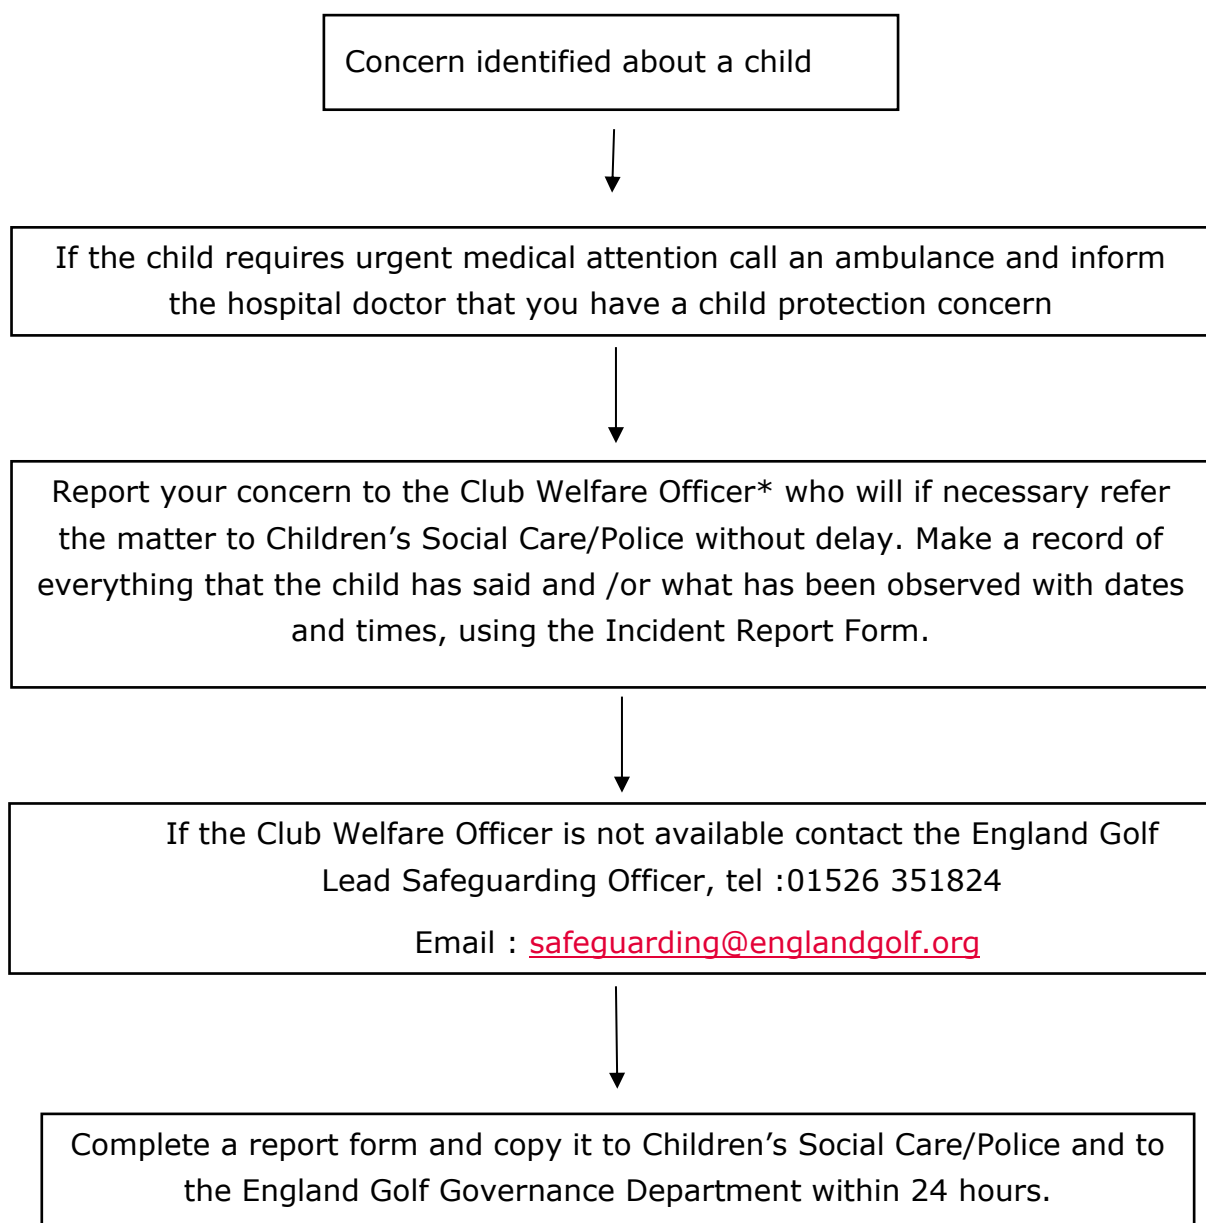 Concern identified about a child
If the child requires urgent medical attention call an ambulance and inform
the hospital doctor that you have a child protection concern
Report your concern to the Club Welfare Officer* who will if necessary refer
the matter to Children’s Social Care/Police without delay. Make a record of
everything that the child has said and /or what has been observed with dates
and times, using the Incident Report Form.
If the Club Welfare Officer is not available contact the England Golf
Lead Safeguarding Officer, tel :01526 351824
Email : safeguarding@englandgolf.org
Complete a report form and copy it to Children’s Social Care/Police and to
the England Golf Governance Department within 24 hours.